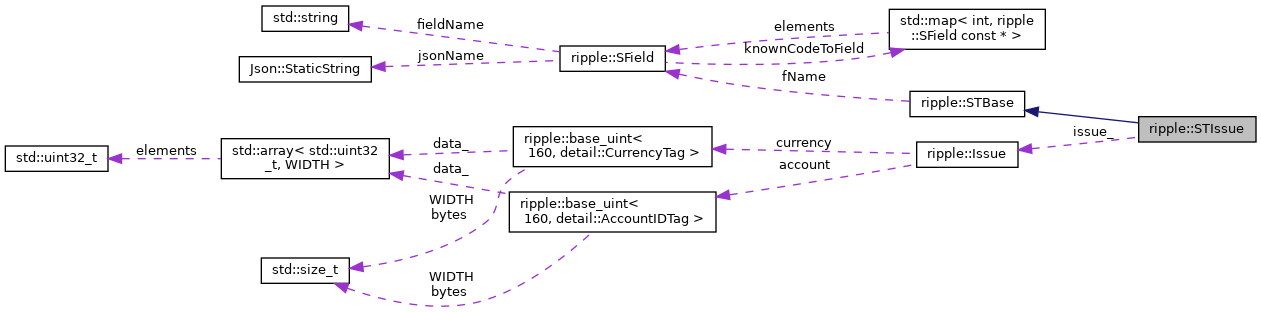 std::string
fieldName
std::map< int, ripple
::SField const * >
elements
knownCodeToField
Json::StaticString
jsonName
ripple::SField
fName
ripple::STBase
ripple::STIssue
issue_
ripple::Issue
currency
account
ripple::base_uint<
160, detail::CurrencyTag >
data_
data_
std::array< std::uint32
_t, WIDTH >
elements
std::uint32_t
ripple::base_uint<
160, detail::AccountIDTag >
WIDTH
bytes
std::size_t
WIDTH
bytes